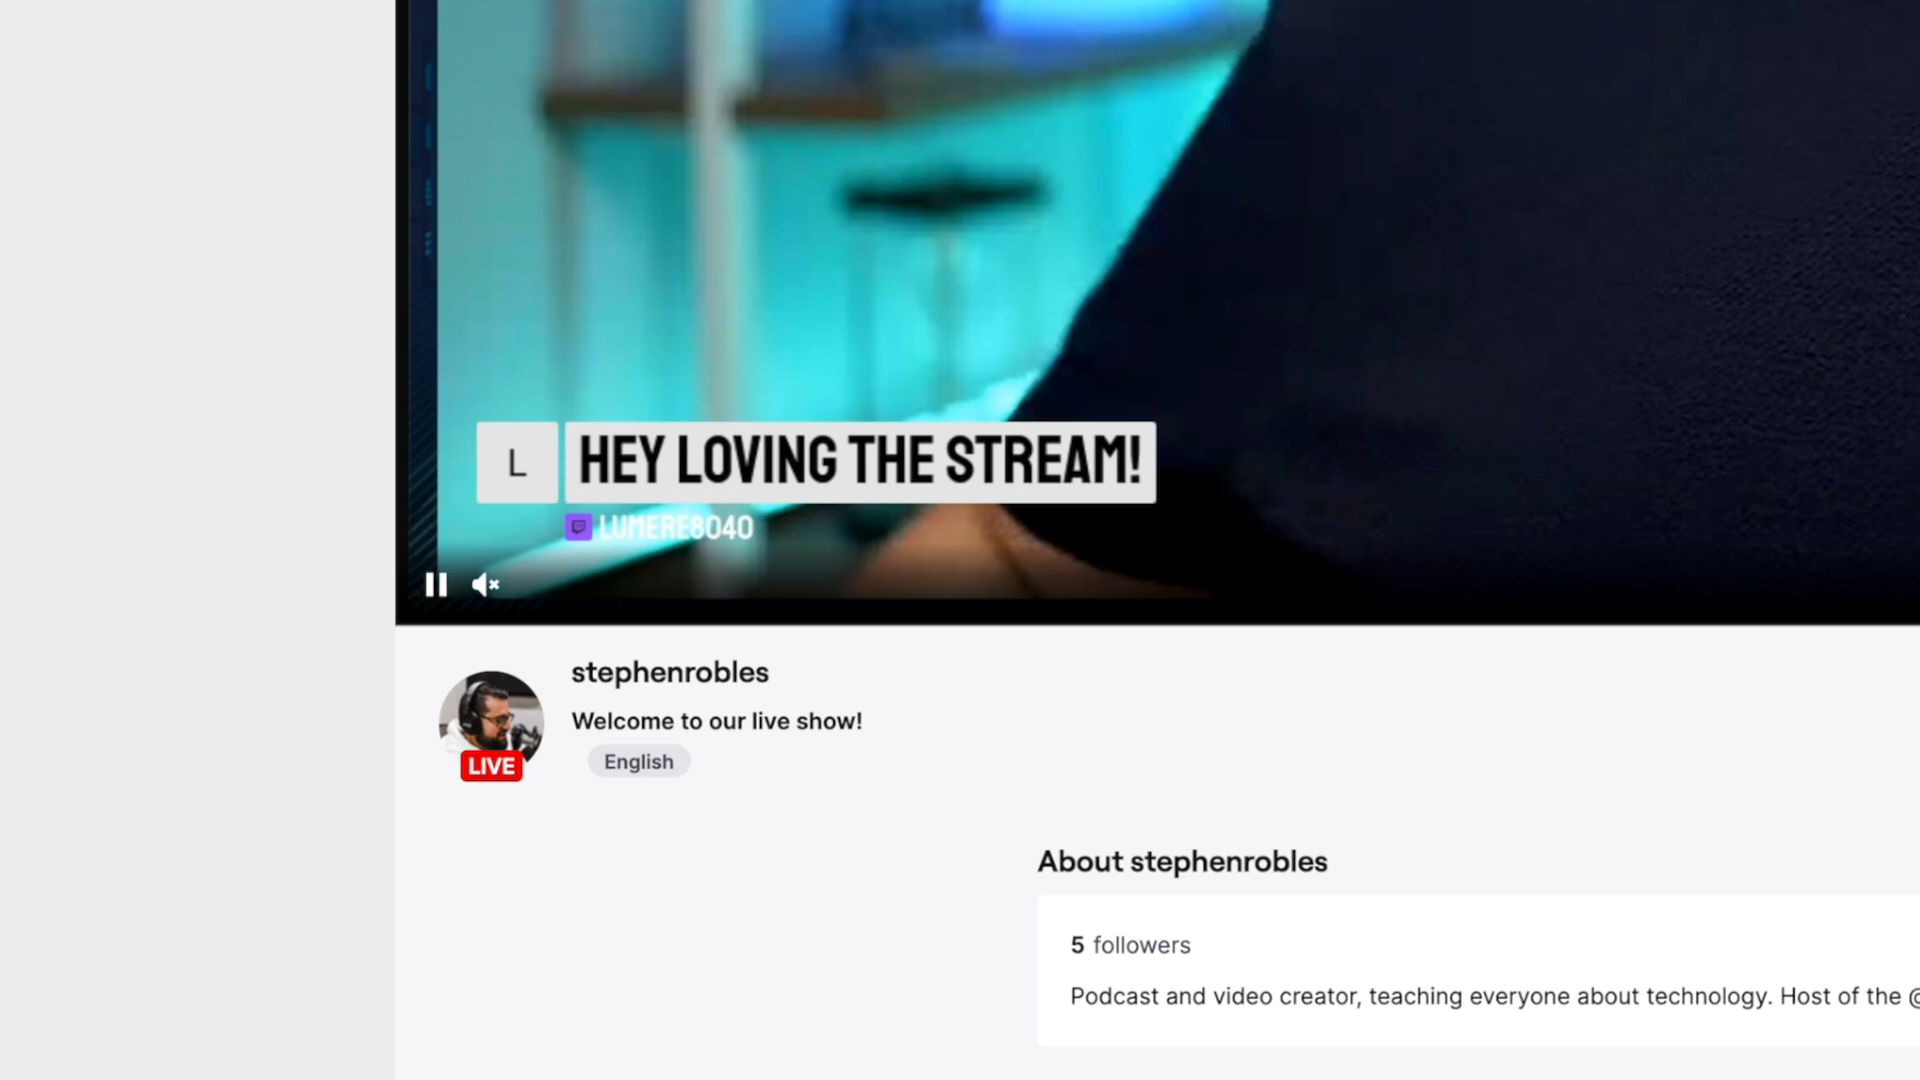 L
HEY LOVING THE STREAM!
LUMERE8040
stephenrobles
Welcome to our live show!
LIVE
English
About stephenrobles
5 followers
Podcast and video creator, teaching everyone about technology. Host of the @